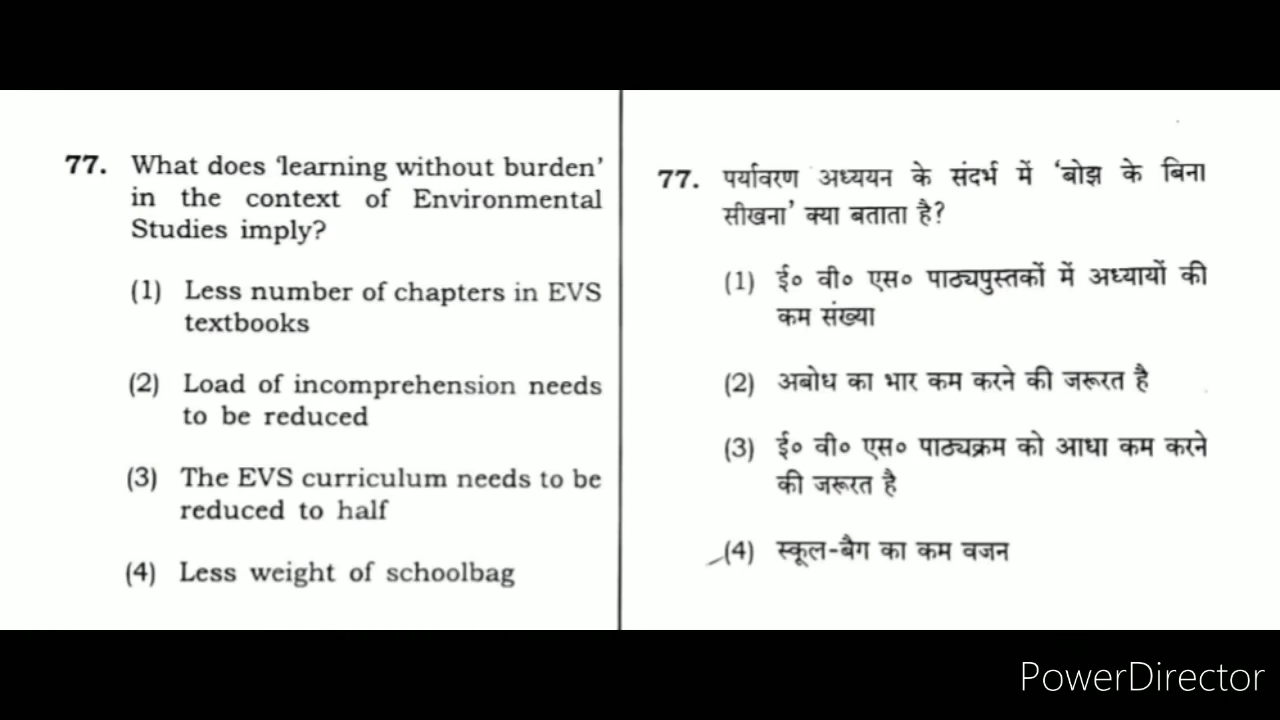 77. What does ‘learning without burden’
in the context of Environmental
Studies imply?
(1) Less number of chapters in EVS
textbooks
(2) Load of incomprehension needs
to be reduced
(3) The EVS curriculum needs to be
reduced to half
(4) Less weight of schoolbag
77. पर्यावरण अध्ययन के संदर्भ में ‘बोझ के बिना
सीखना’ क्या बताता है?
(1) ई० वी० एस० पाठ्यपुस्तकों में अध्यायों की
कम संख्या
(2) अबोध का भार कम करने की जरूरत है
(3) ई० वी० एस० पाठ्यक्रम को आधा कम करने
की जरूरत है
(4) स्कूल-बैग का कम वजन
PowerDirector